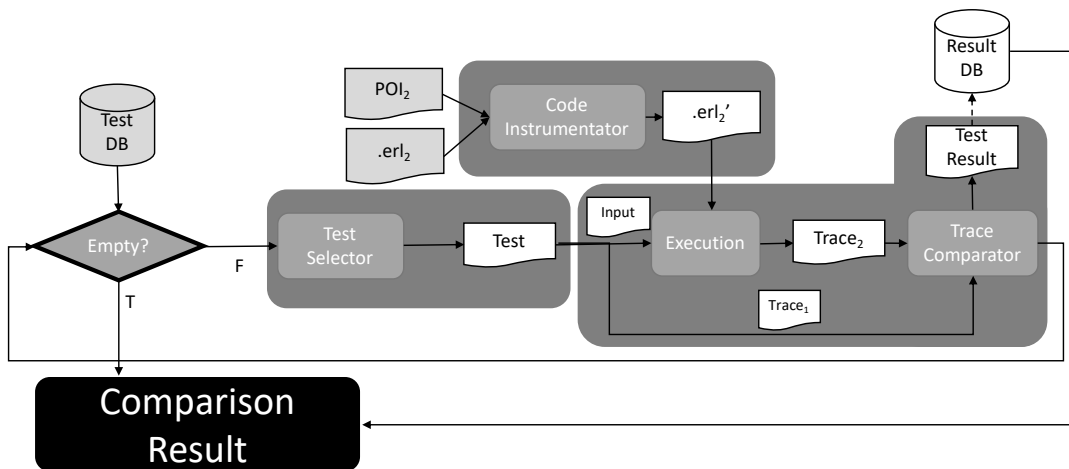 Result
DB
POI₂
Code
Instrumentator
.erl₂’
Test
DB
.erl₂
Test
Result
Input
Empty?
Test
Selector
Test
Execution
Trace₂
Trace
Comparator
F
T
Trace₁
Comparison
Result